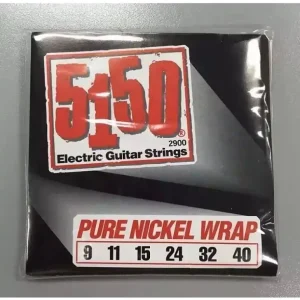 5150®
2900
Electric Guitar Strings
PURE NICKEL WRAP
9 11 15 24 32 40